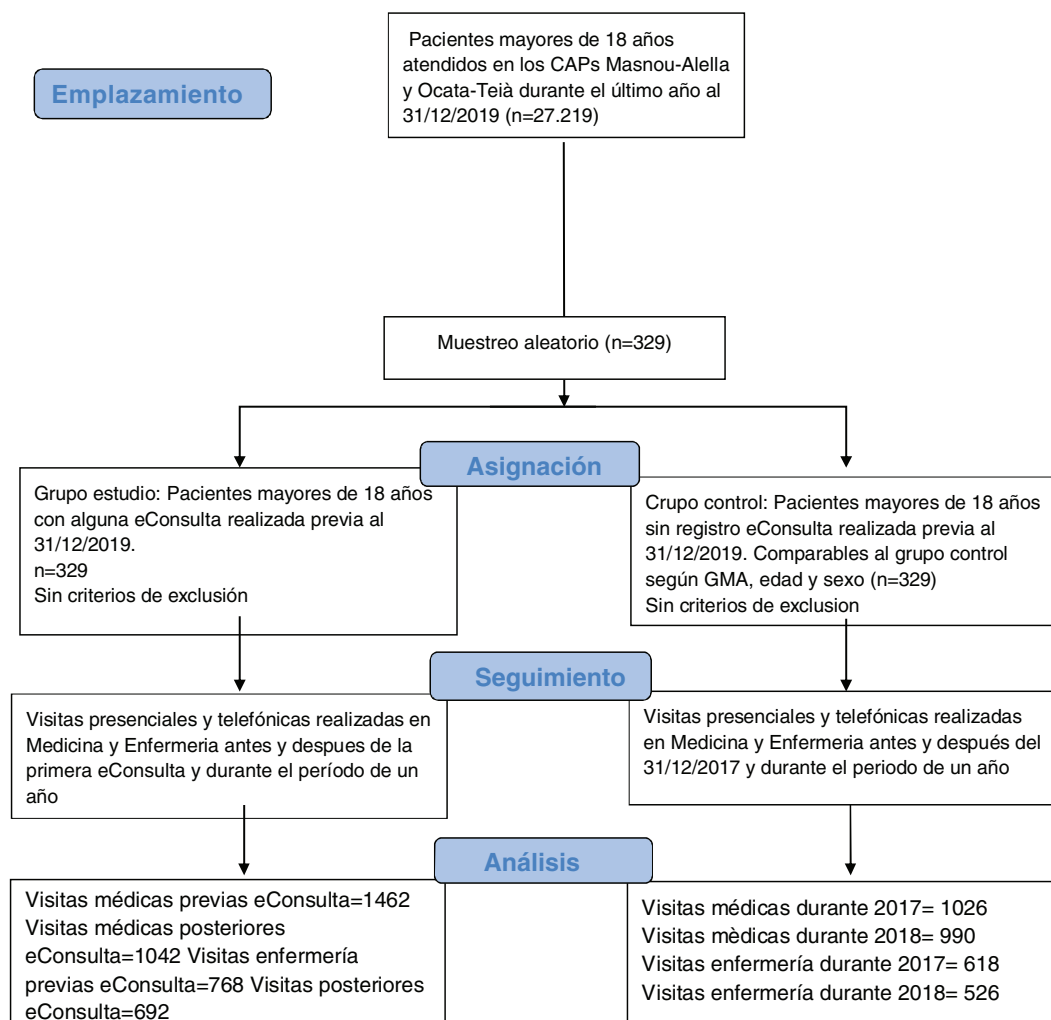 Pacientes mayores de 18 años
atendidos en los CAPs Masnou-Alella
y Ocata-Teià durante el último año al
31/12/2019 (n=27.219)
Emplazamiento
Muestreo aleatorio (n=329)
Asignación
Grupo estudio: Pacientes mayores de 18 años
con alguna eConsulta realizada previa al
31/12/2019.
n=329
Sin criterios de exclusión
Crupo control: Pacientes mayores de 18 años
sin registro eConsulta realizada previa al
31/12/2019. Comparables al grupo control
según GMA, edad y sexo (n=329)
Sin criterios de exclusion
Seguimiento
Visitas presenciales y telefónicas realizadas en
Medicina y Enfermeria antes y despues de la
primera eConsulta y durante el período de un
año
Visitas presenciales y telefónicas realizadas
en Medicina y Enfermeria antes y después del
31/12/2017 y durante el periodo de un año
Análisis
Visitas médicas previas eConsulta=1462
Visitas médicas posteriores
eConsulta=1042 Visitas enfermería
previas eConsulta=768 Visitas posteriores
eConsulta=692
Visitas médicas durante 2017= 1026
Visitas mèdicas durante 2018= 990
Visitas enfermería durante 2017= 618
Visitas enfermería durante 2018= 526